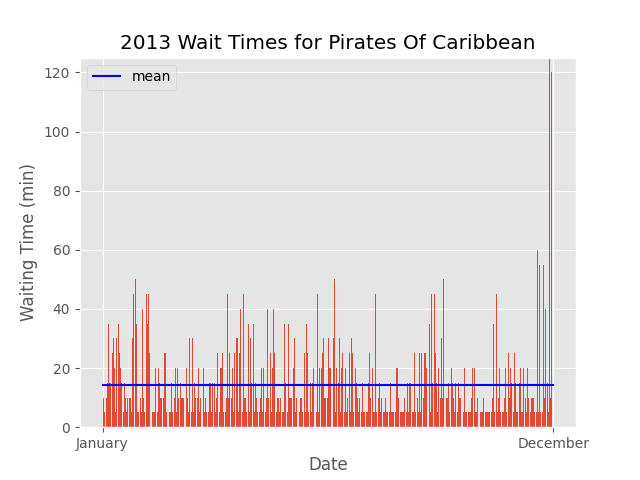 2013 Wait Times for Pirates Of Caribbean
mean
120
100
80
60
40
20
0
Waiting Time (min)
January
December
Date